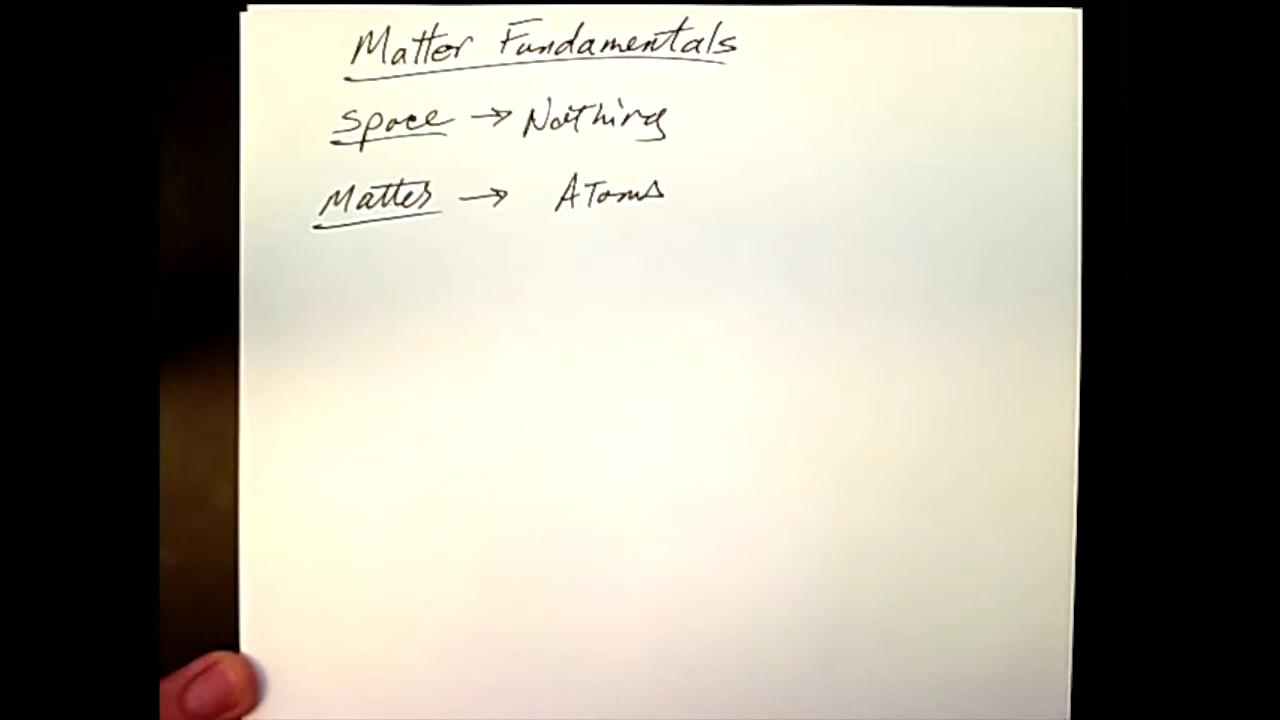 Matter Fundamentals
Space → Nothing
Matter → Atoms